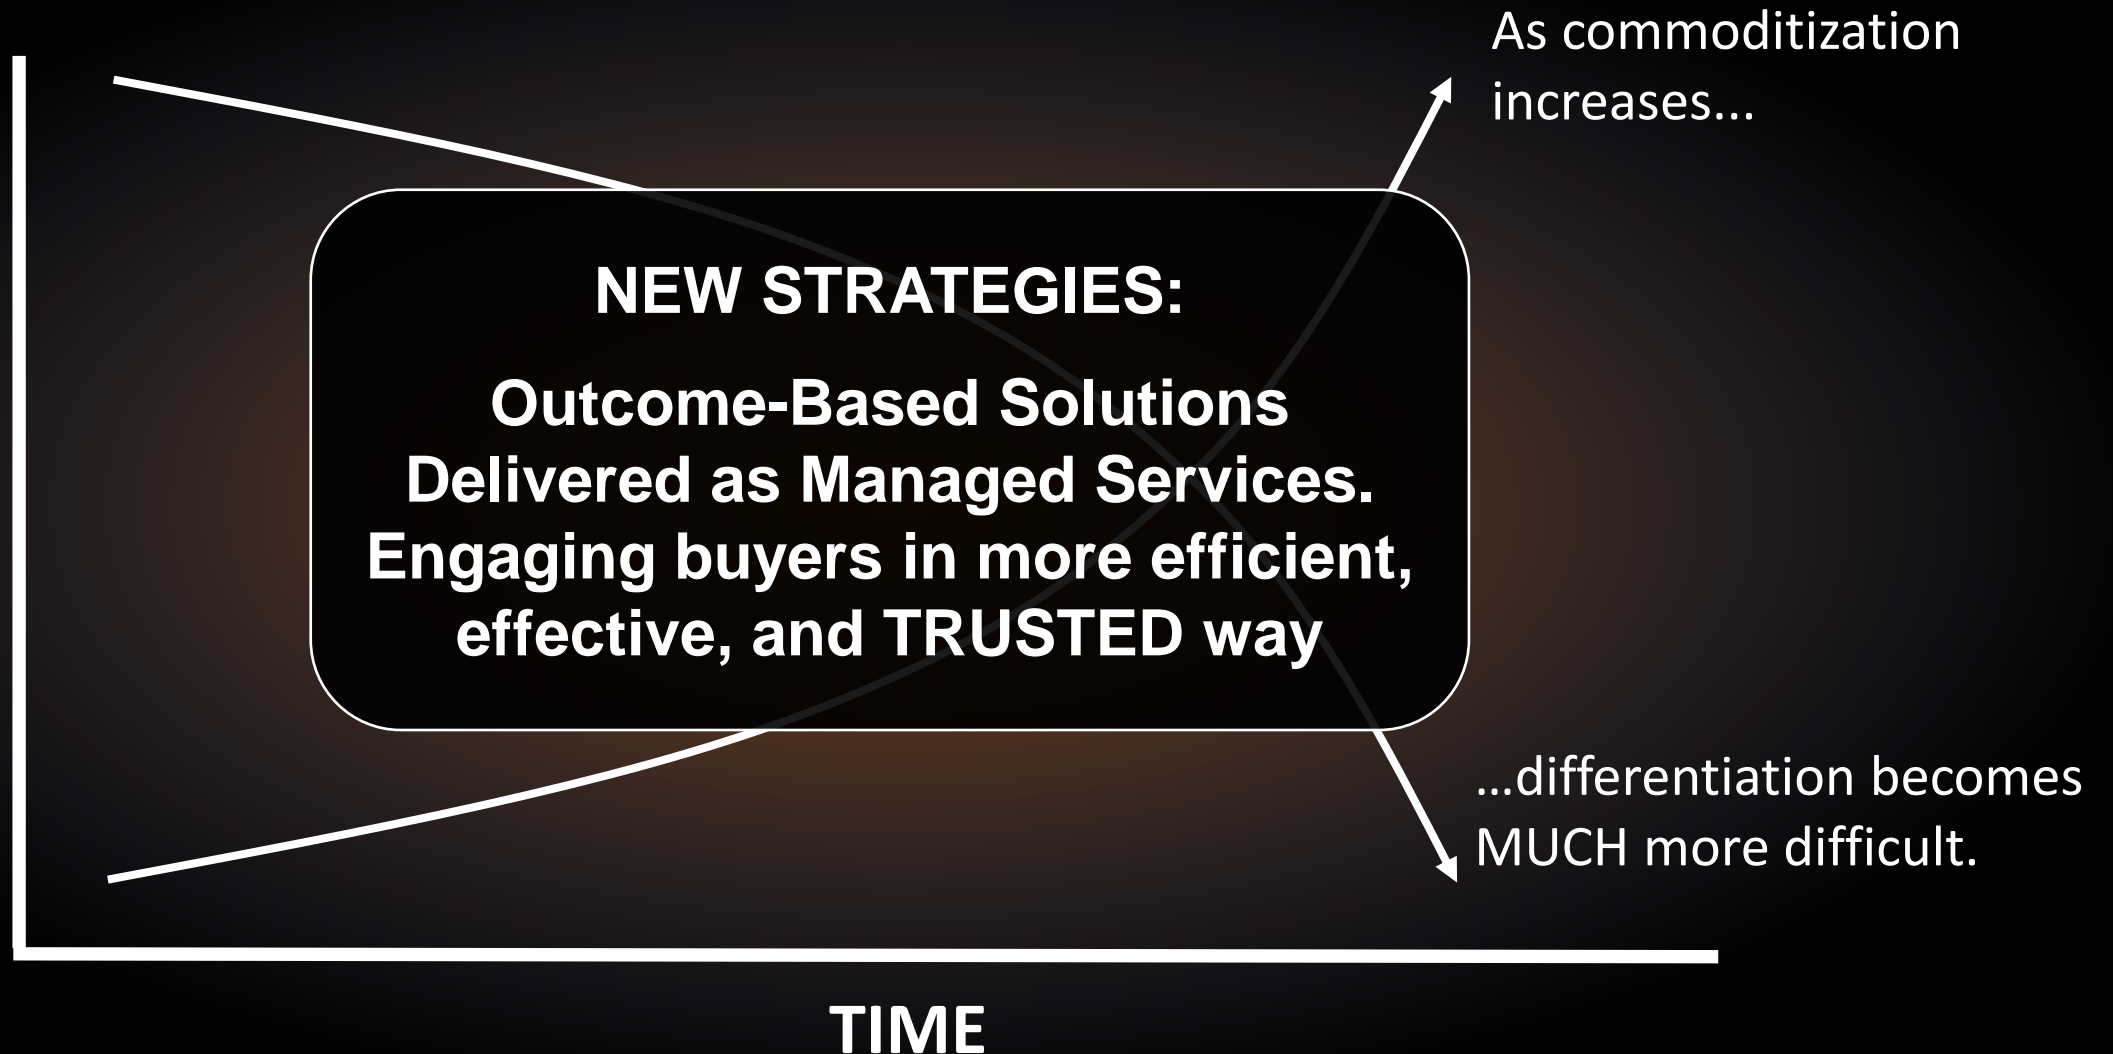 As commoditization
increases...
NEW STRATEGIES:
Outcome-Based Solutions
Delivered as Managed Services.
Engaging buyers in more efficient,
effective, and TRUSTED way
...differentiation becomes
MUCH more difficult.
TIME